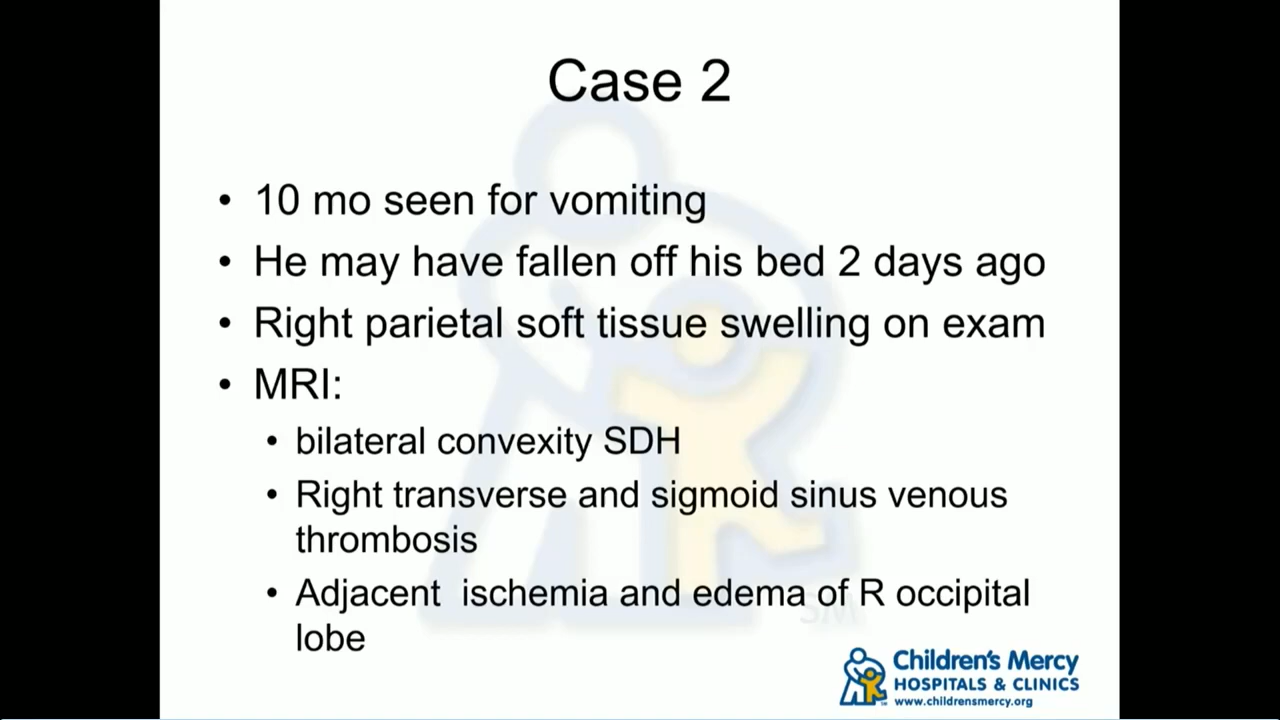 Case 2
• 10 mo seen for vomiting
• He may have fallen off his bed 2 days ago
• Right parietal soft tissue swelling on exam
• MRI:
• bilateral convexity SDH
• Right transverse and sigmoid sinus venous
thrombosis
• Adjacent  ischemia and edema of R occipital
lobe
SM
Children's Mercy
HOSPITALS & CLINICS
www.childrensmercy.org